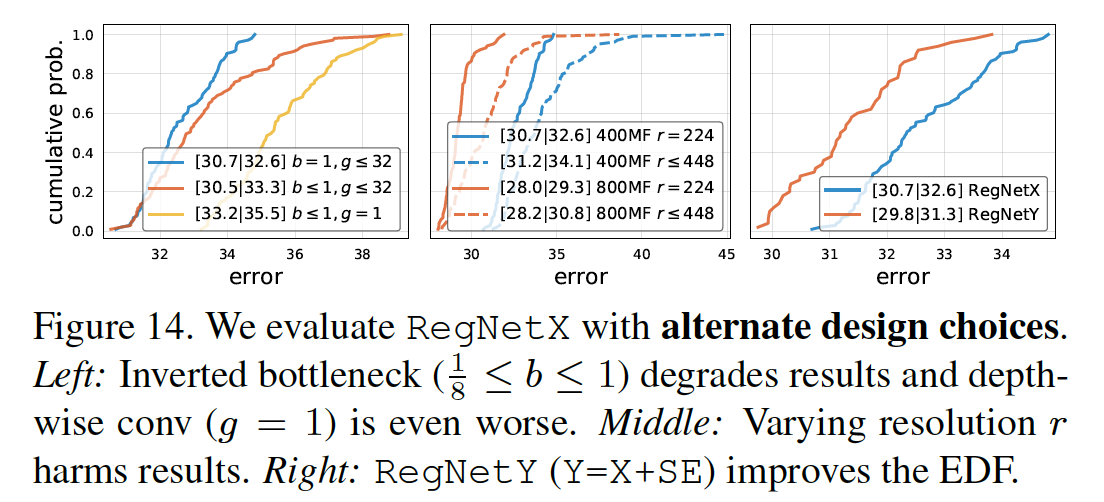 cumulative prob.
1.0
0.8
0.6
0.4
0.2
0.0
[30.7|32.6] b = 1, g ≤ 32
[30.5|33.3] b ≤ 1, g ≤ 32
[33.2|35.5] b ≤ 1, g = 1
32 34 36 38
error
[30.7|32.6] 400MF r = 224
[31.2|34.1] 400MF r ≤ 448
[28.0|29.3] 800MF r = 224
[28.2|30.8] 800MF r ≤ 448
30 35 40 45
error
[30.7|32.6] RegNetX
[29.8|31.3] RegNetY
30 31 32 33 34
error
Figure 14. We evaluate RegNetX with alternate design choices.
Left: Inverted bottleneck (1/8 ≤ b ≤ 1) degrades results and depth-
wise conv (g = 1) is even worse. Middle: Varying resolution r
harms results. Right: RegNetY (Y=X+SE) improves the EDF.